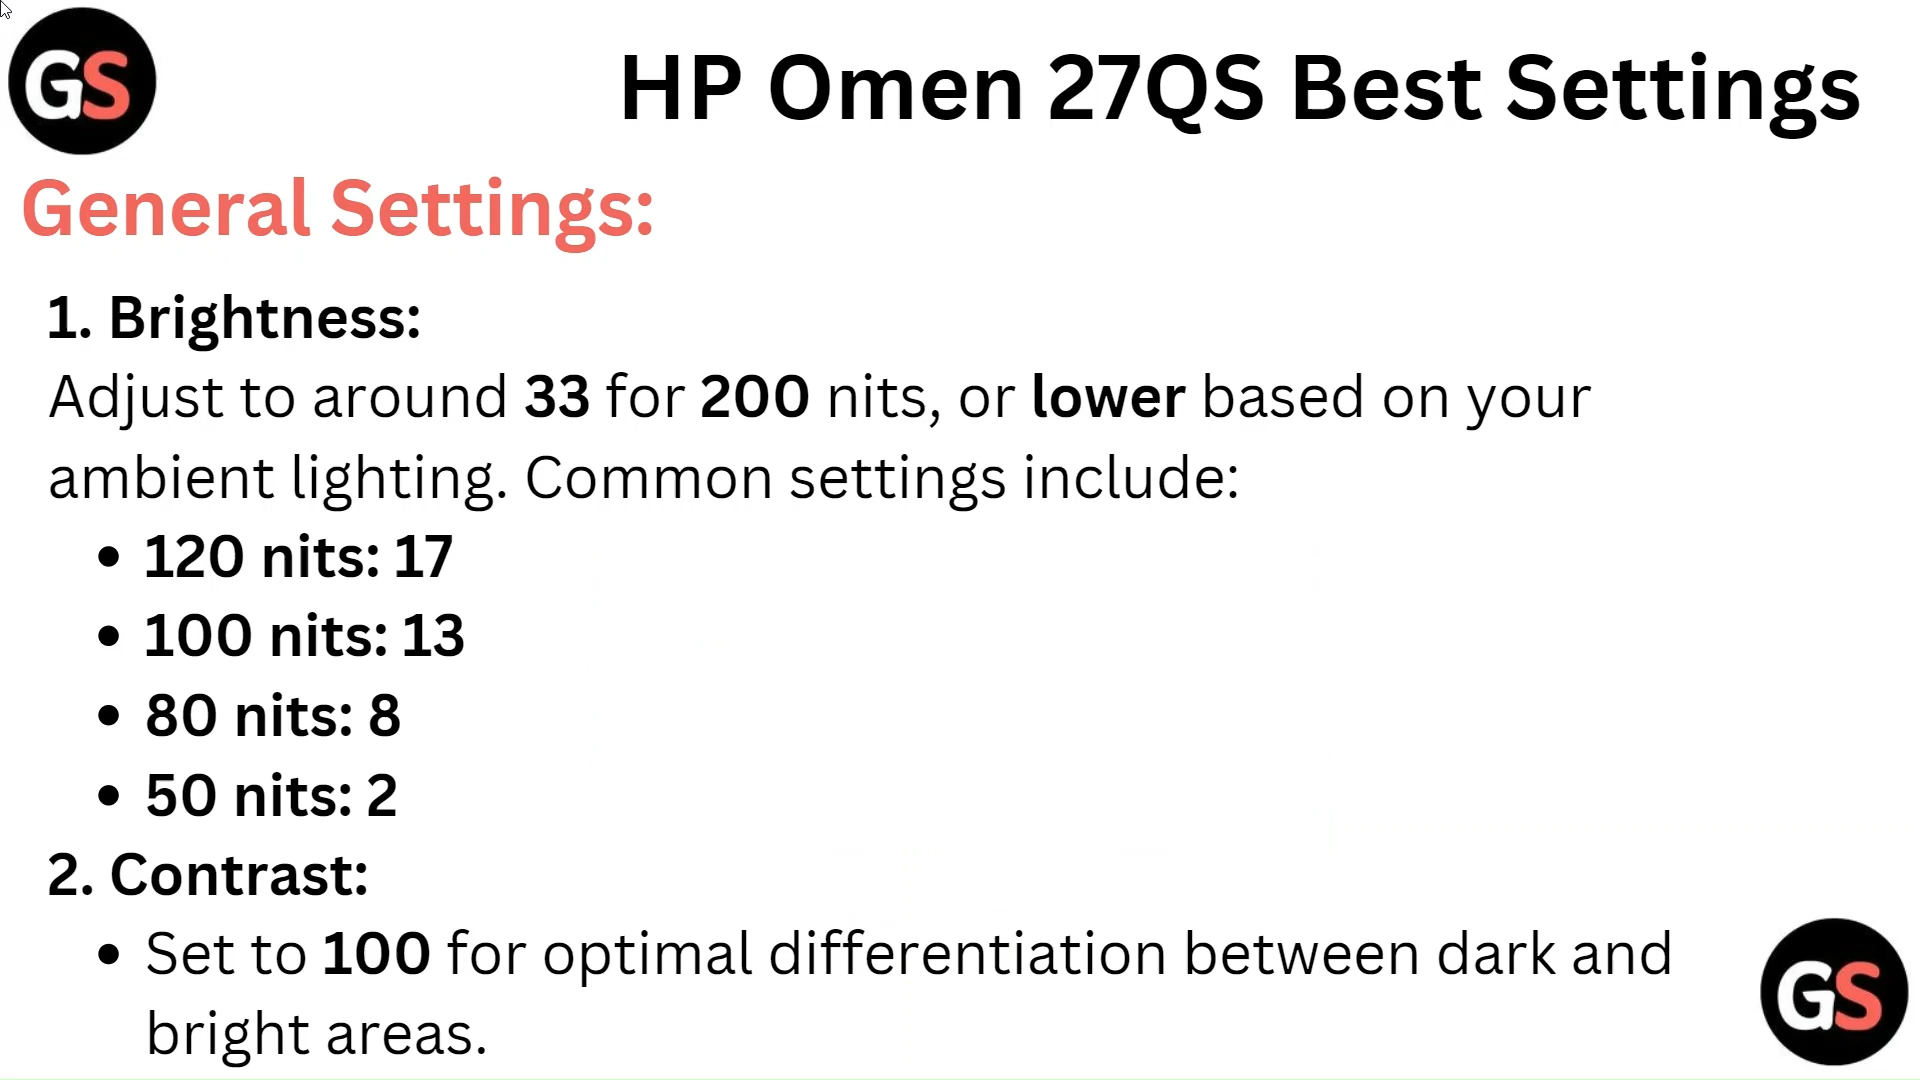 GS
HP Omen 27QS Best Settings
General Settings:
1. Brightness:
Adjust to around 33 for 200 nits, or lower based on your
ambient lighting. Common settings include:
• 120 nits: 17
• 100 nits: 13
• 80 nits: 8
• 50 nits: 2
2. Contrast:
• Set to 100 for optimal differentiation between dark and
bright areas.
GS